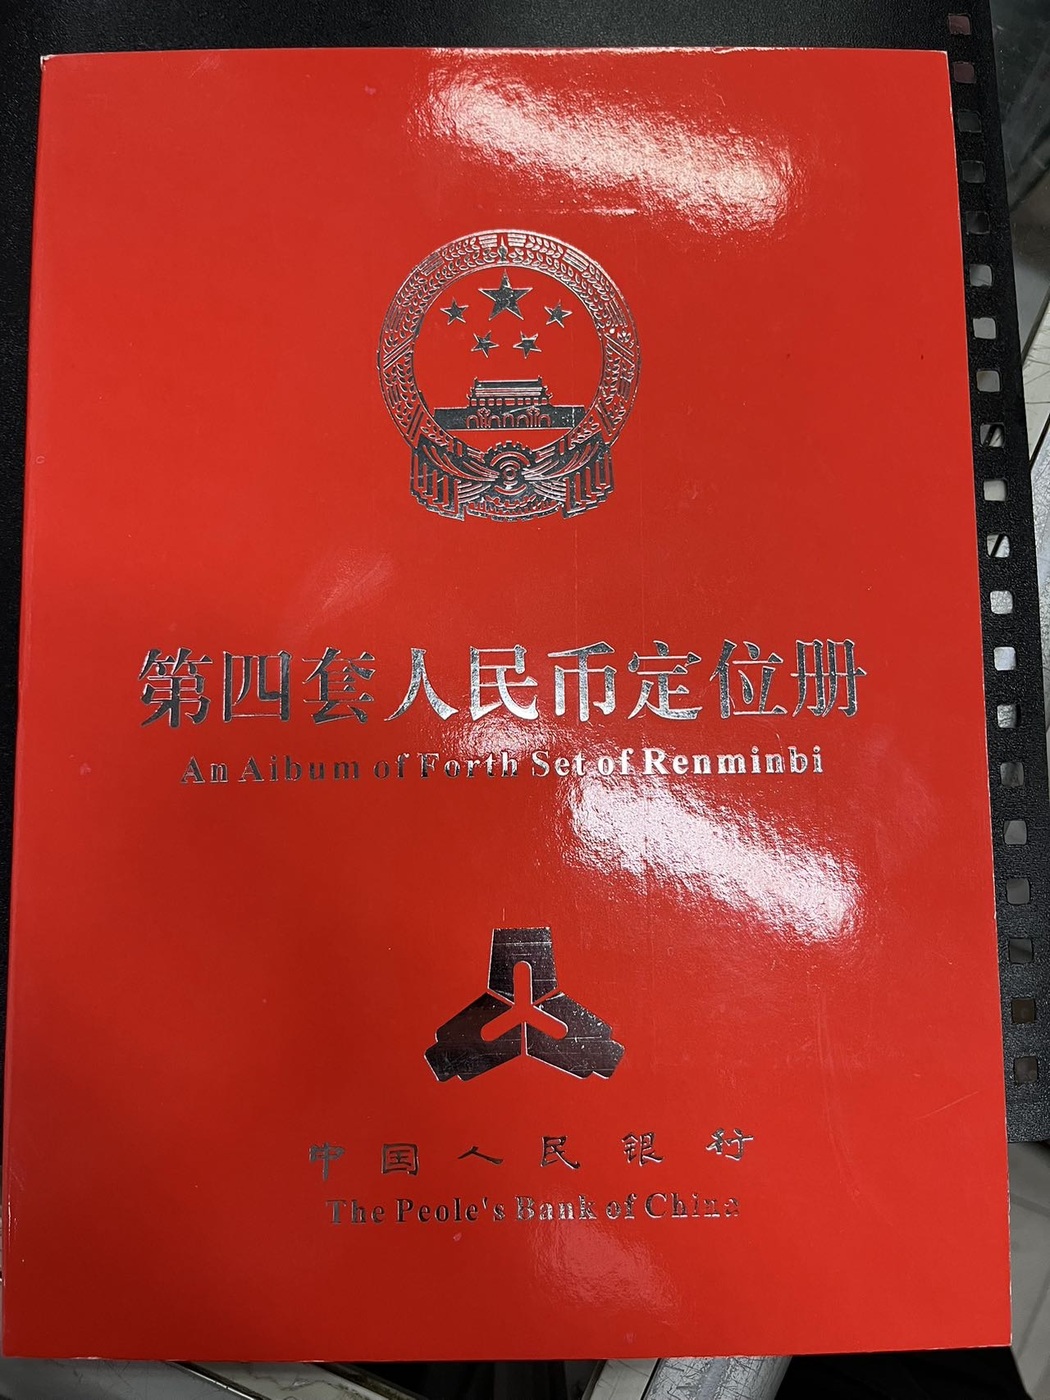 第四套人民币定位册
An Aibum of Forth Set of Renminbi
中国人民银行
The Peole's Bank of China